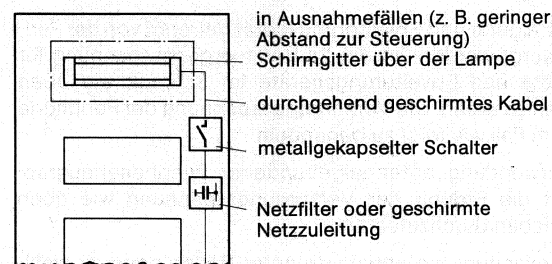 in Ausnahmefällen (z. B. geringer
Abstand zur Steuerung)
Schirmgitter über der Lampe
durchgehend geschirmtes Kabel
metallgekapselter Schalter
Netzfilter oder geschirmte
Netzzuleitung